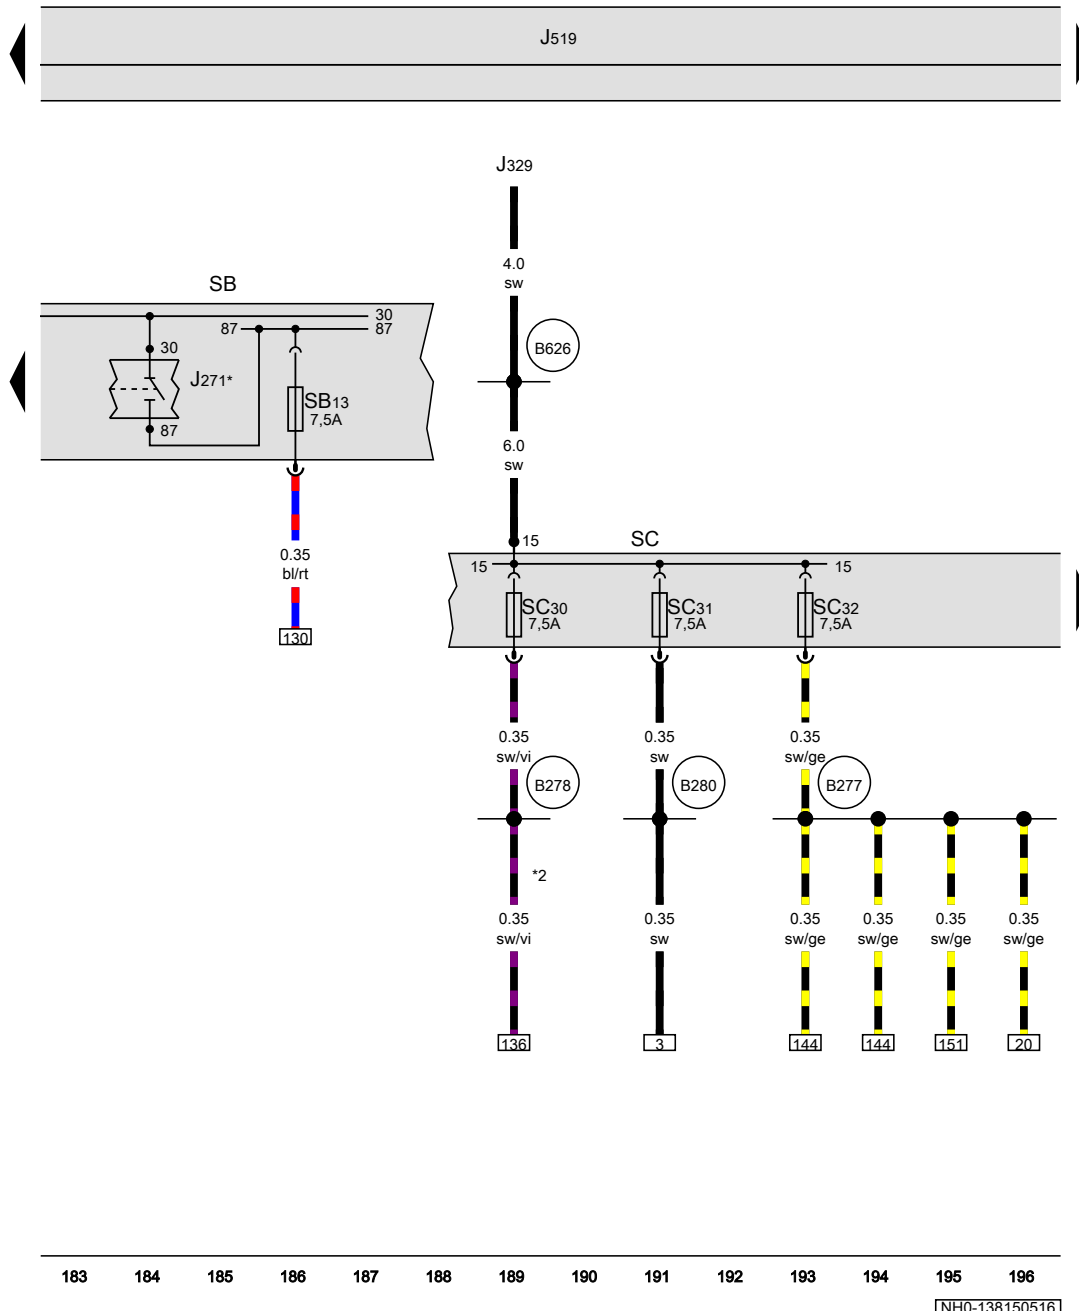 J519
J329
4.0
sw
SB
30
87
87
30
B626
J271*
SB13
7,5A
87
6.0
sw
15
SC
15
15
0.35
bl/rt
SC30
7,5A
SC31
7,5A
SC32
7,5A
130
0.35
sw/vi
0.35
sw
0.35
sw/ge
B278
B280
B277
*2
0.35
sw/vi
0.35
sw
0.35
sw/ge
0.35
sw/ge
0.35
sw/ge
0.35
sw/ge
136
3
144
144
151
20
183 184 185 186 187 188 189 190 191 192 193 194 195 196
NH0-138150516